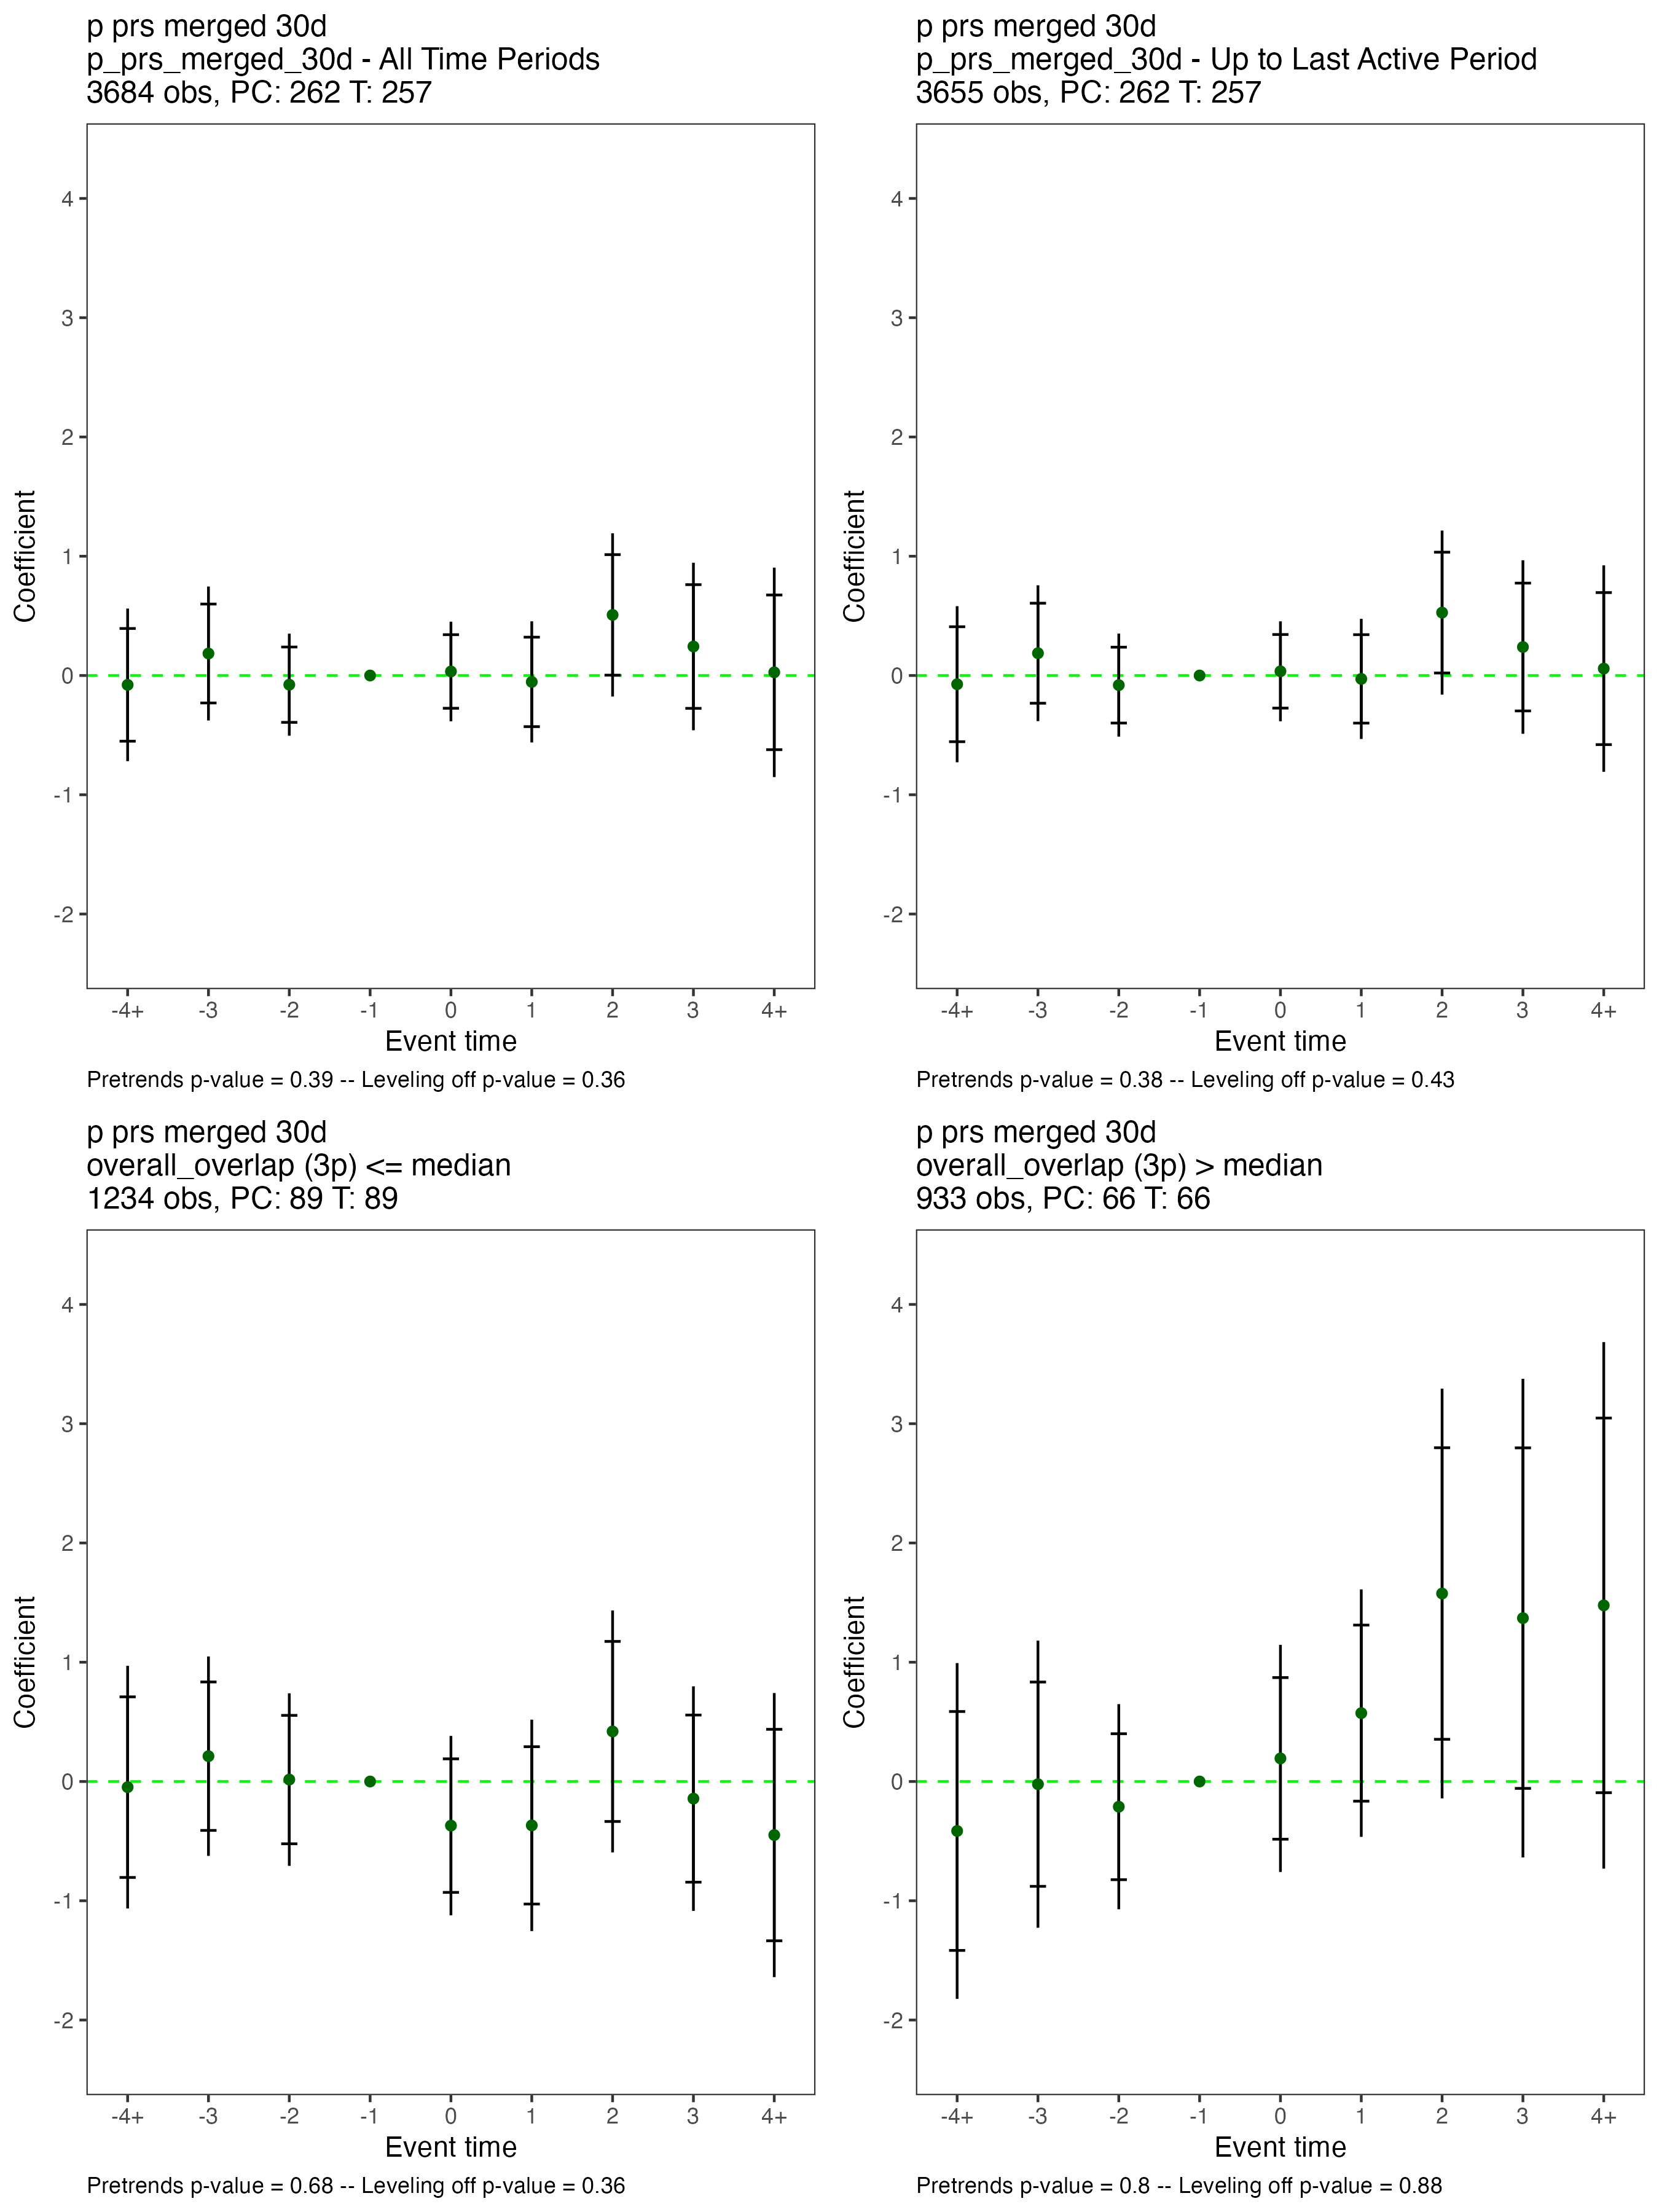 p prs merged 30d
p_prs_merged_30d - All Time Periods
3684 obs, PC: 262 T: 257
Coefficient
4
3
2
1
0
-1
-2
-4+ -3 -2 -1 0 1 2 3 4+
Event time
Pretrends p-value = 0.39 -- Leveling off p-value = 0.36
p prs merged 30d
p_prs_merged_30d - Up to Last Active Period
3655 obs, PC: 262 T: 257
Coefficient
4
3
2
1
0
-1
-2
-4+ -3 -2 -1 0 1 2 3 4+
Event time
Pretrends p-value = 0.38 -- Leveling off p-value = 0.43
p prs merged 30d
overall_overlap (3p) <= median
1234 obs, PC: 89 T: 89
Coefficient
4
3
2
1
0
-1
-2
-4+ -3 -2 -1 0 1 2 3 4+
Event time
Pretrends p-value = 0.68 -- Leveling off p-value = 0.36
p prs merged 30d
overall_overlap (3p) > median
933 obs, PC: 66 T: 66
Coefficient
4
3
2
1
0
-1
-2
-4+ -3 -2 -1 0 1 2 3 4+
Event time
Pretrends p-value = 0.8 -- Leveling off p-value = 0.88